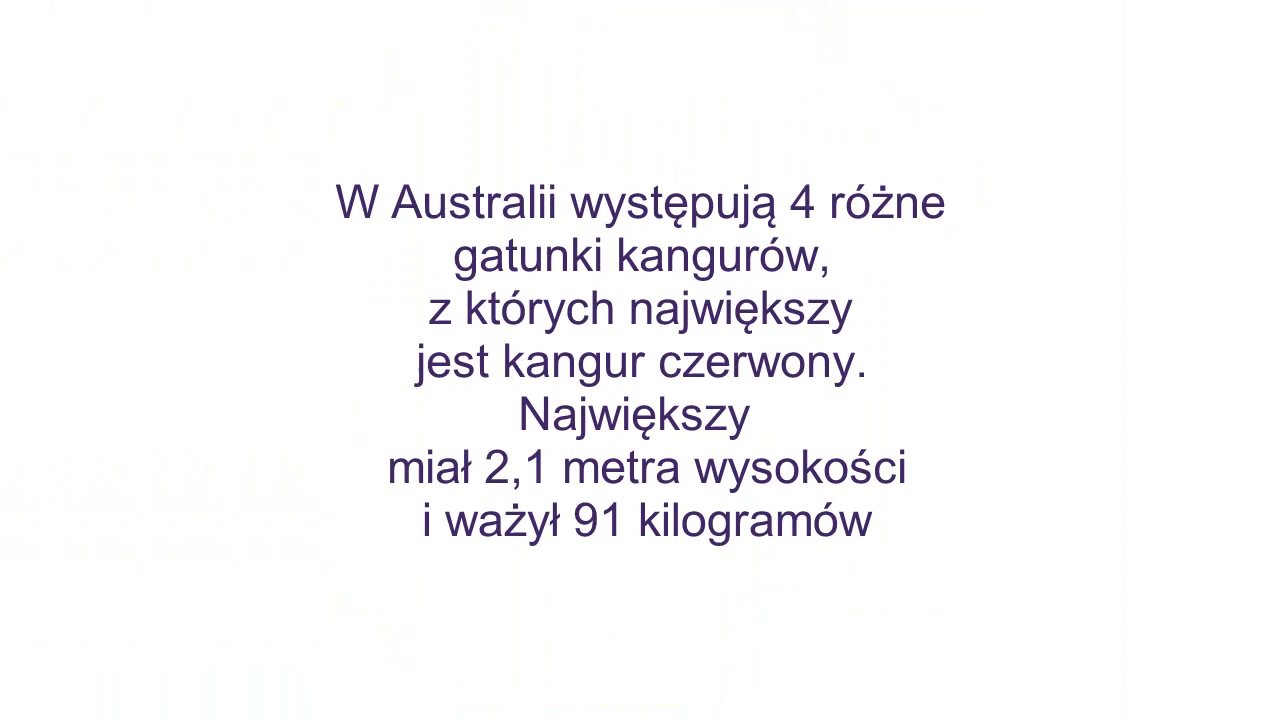 W Australii występują 4 różne
gatunki kangurów,
z których największy
jest kangur czerwony.
Największy
miał 2,1 metra wysokości
i ważył 91 kilogramów